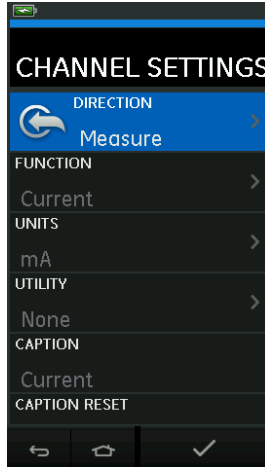 CHANNEL SETTINGS
DIRECTION
Measure
FUNCTION
Current
UNITS
mA
UTILITY
None
CAPTION
Current
CAPTION RESET